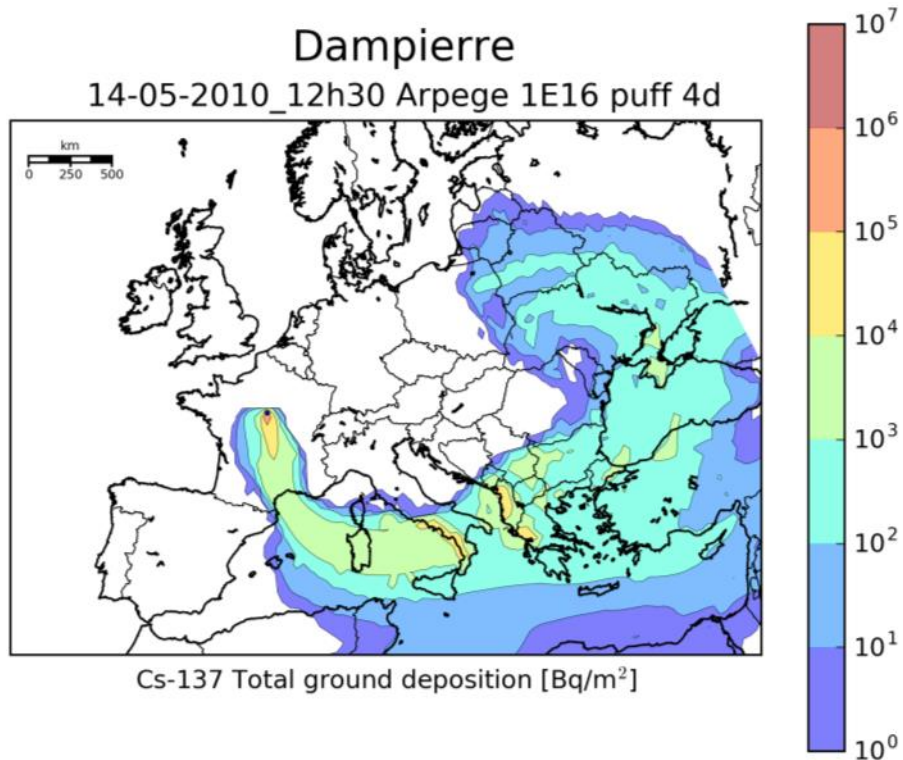 Dampierre
14-05-2010_12h30 Arpege 1E16 puff 4d
km
0 250 500
10⁷
10⁶
10⁵
10⁴
10³
10²
10¹
10⁰
Cs-137 Total ground deposition [Bq/m²]